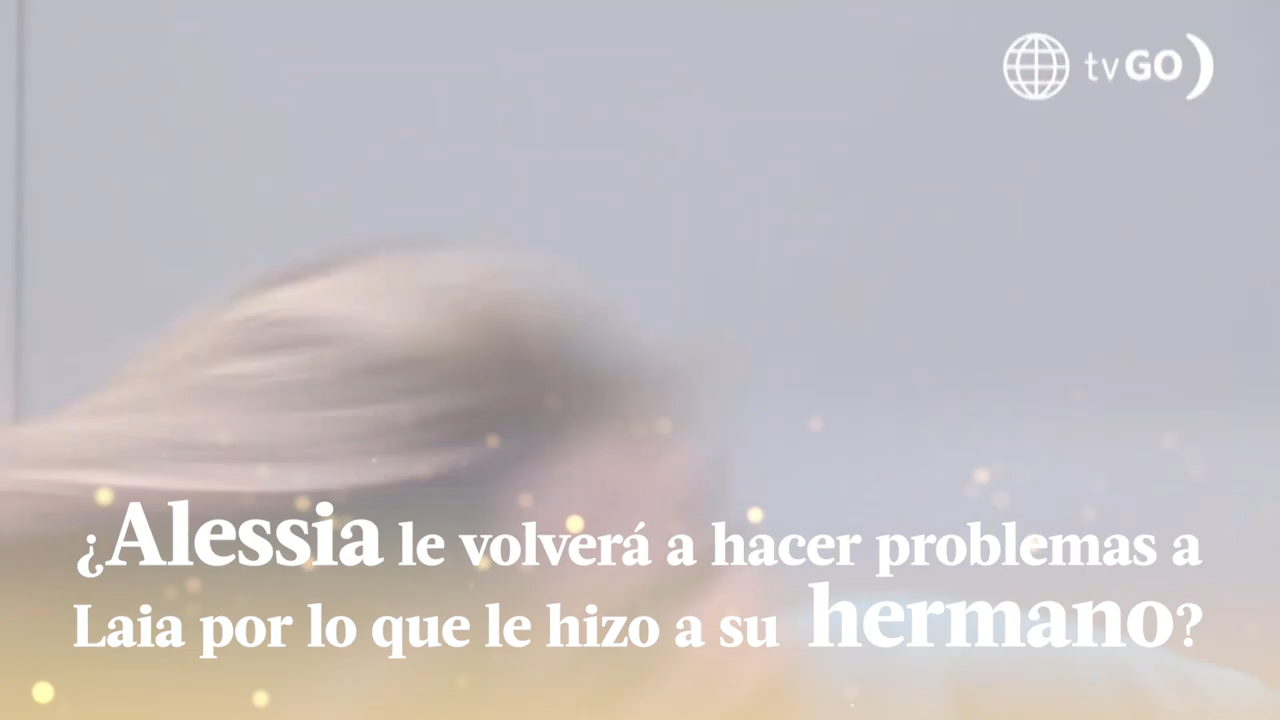 tvGO
¿Alessia le volverá a hacer problemas a
Laia por lo que le hizo a su hermano?